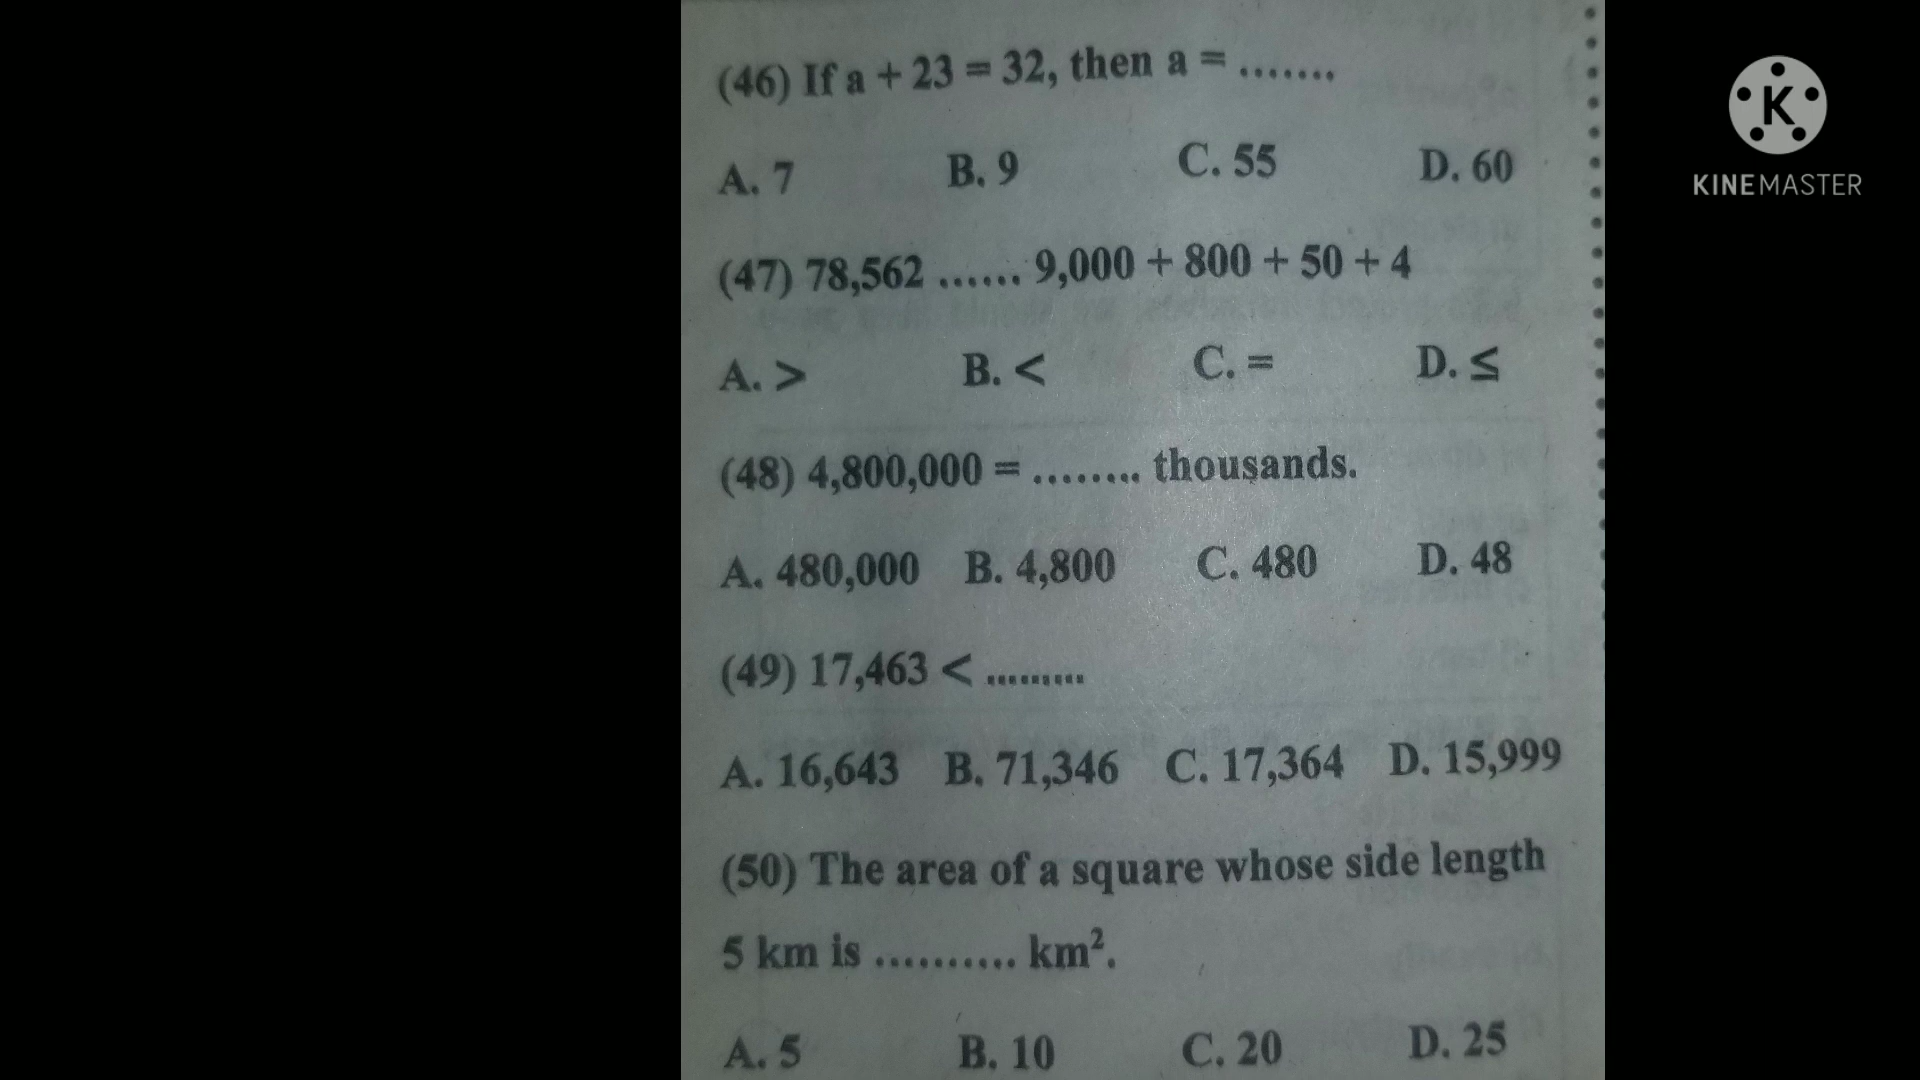 (46) If a + 23 = 32, then a = .......
A. 7 B. 9 C. 55 D. 60
(47) 78,562 ...... 9,000 + 800 + 50 + 4
A. > B. < C. = D. ≤
(48) 4,800,000 = ........ thousands.
A. 480,000 B. 4,800 C. 480 D. 48
(49) 17,463 < .........
A. 16,643 B. 71,346 C. 17,364 D. 15,999
(50) The area of a square whose side length
5 km is .......... km².
A. 5 B. 10 C. 20 D. 25
K
KINEMASTER